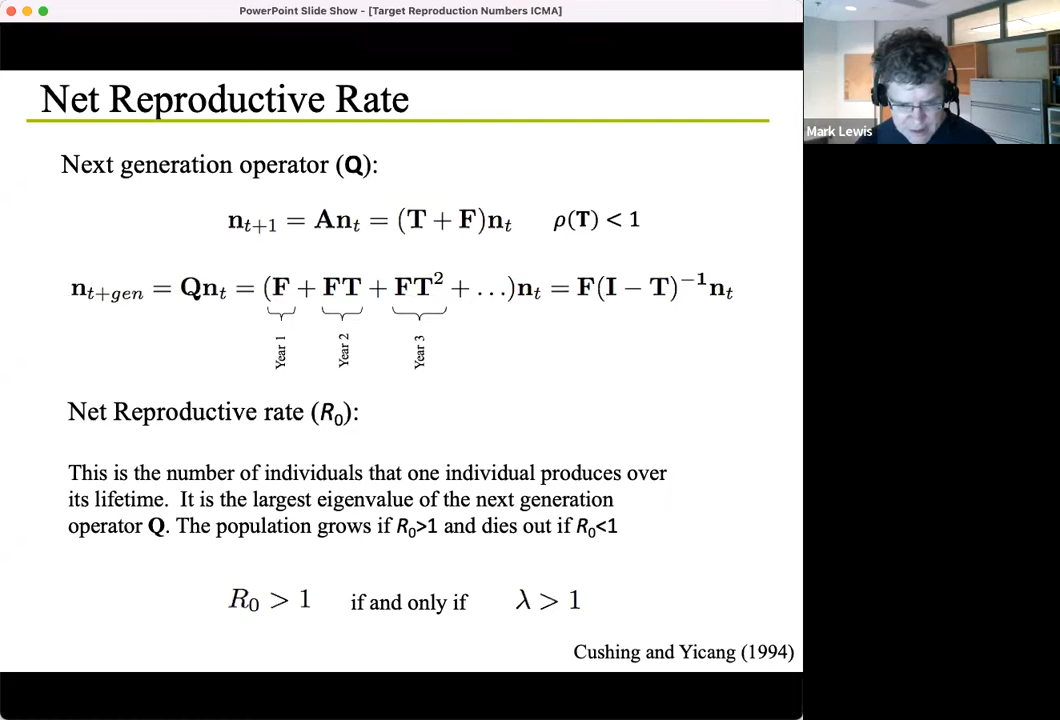 PowerPoint Slide Show - [Target Reproduction Numbers ICMA]
Net Reproductive Rate
Next generation operator (Q):
n_{t+1} = An_t = (T + F)n_t    ρ(T) < 1
n_{t+gen} = Qn_t = (F + FT + FT² + ...)n_t = F(I − T)⁻¹n_t
Year 1 Year 2 Year 3
Net Reproductive rate (R₀):
This is the number of individuals that one individual produces over
its lifetime. It is the largest eigenvalue of the next generation
operator Q. The population grows if R₀>1 and dies out if R₀<1
R₀ > 1 if and only if λ > 1
Cushing and Yicang (1994)
Mark Lewis